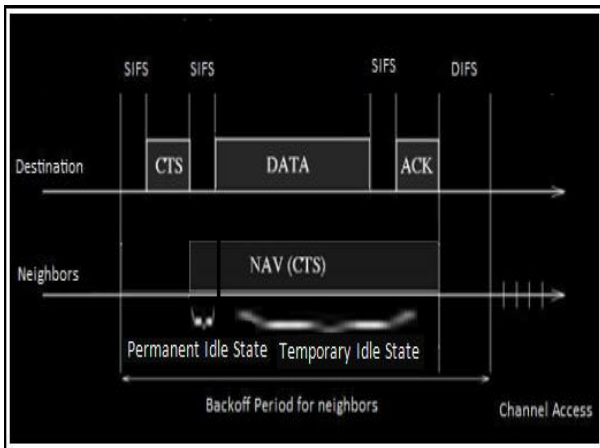 SIFS SIFS SIFS DIFS
Destination CTS DATA ACK
Neighbors NAV (CTS)
Permanent Idle State Temporary Idle State
Backoff Period for neighbors Channel Access